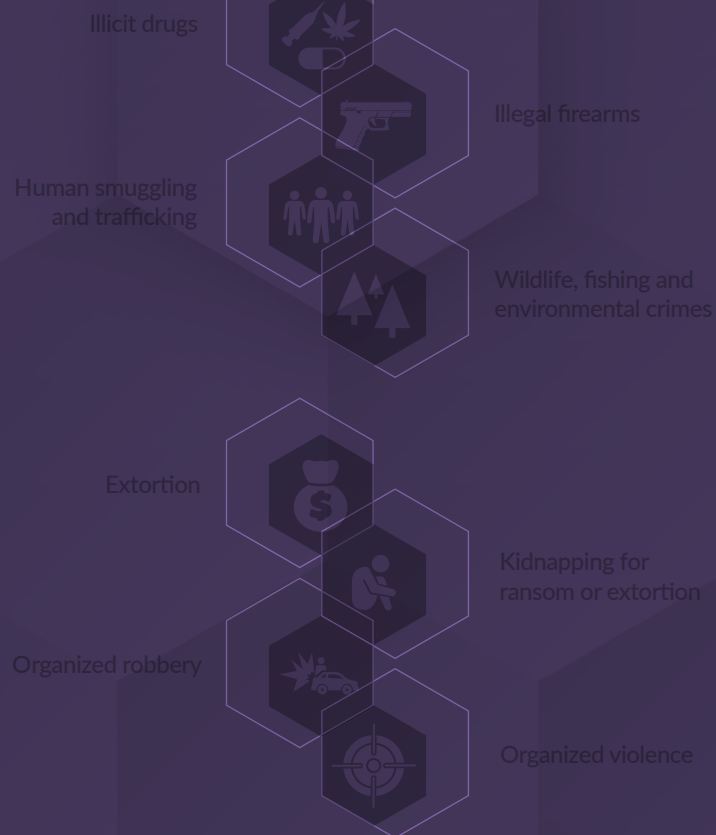 Illicit drugs
Illegal firearms
Human smuggling
and trafficking
Wildlife, fishing and
environmental crimes
$
Extortion
Kidnapping for
ransom or extortion
Organized robbery
Organized violence